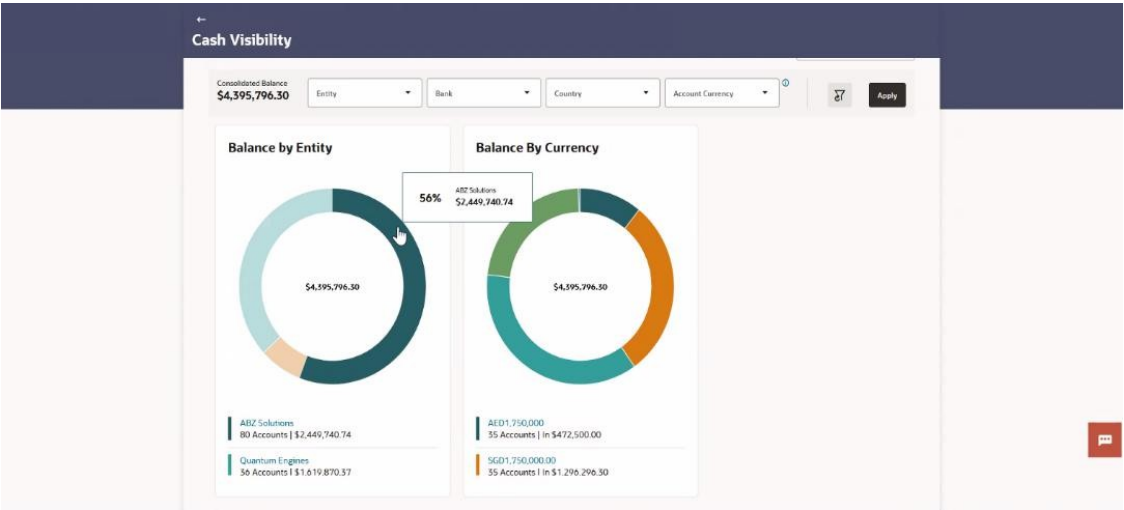 ←
Cash Visibility
Consolidated Balance
$4,395,796.30
Entity
Bank
Country
Account Currency
Apply
Balance by Entity
Balance By Currency
56%
ABZ Solutions
$2,449,740.74
$4,395,796.30
$4,395,796.30
ABZ Solutions
80 Accounts | $2,449,740.74
Quantum Engines
36 Accounts | $1,619,870.37
AED1,750,000
35 Accounts | In $472,500.00
SGD1,750,000.00
35 Accounts | In $1,296,296.30